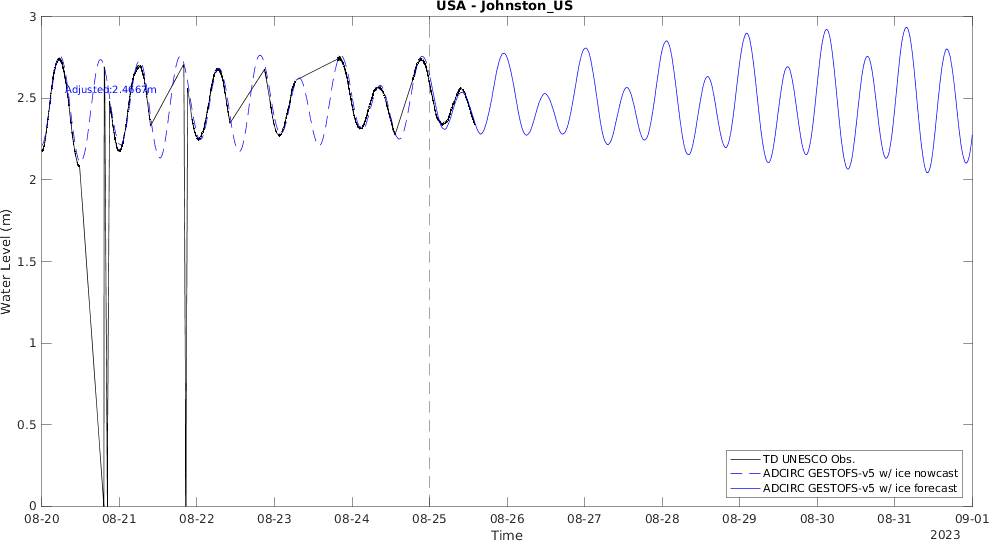 USA - Johnston_US
3
2.5
2
1.5
1
0.5
0
Water Level (m)
Adjusted:2.4667m
TD UNESCO Obs.
ADCIRC GESTOFS-v5 w/ ice nowcast
ADCIRC GESTOFS-v5 w/ ice forecast
08-20 08-21 08-22 08-23 08-24 08-25 08-26 08-27 08-28 08-29 08-30 08-31 09-01
Time
2023